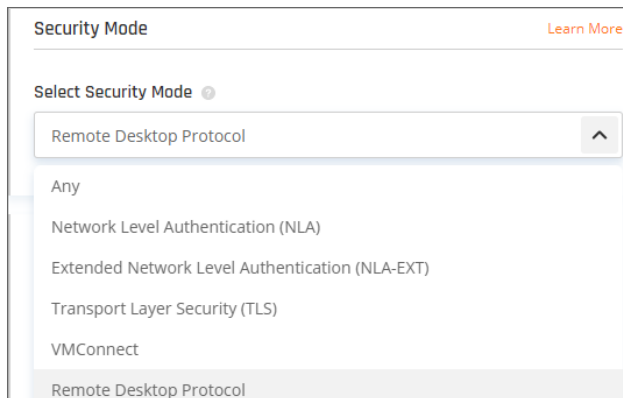 Security Mode
Learn More
Select Security Mode
Remote Desktop Protocol
Any
Network Level Authentication (NLA)
Extended Network Level Authentication (NLA-EXT)
Transport Layer Security (TLS)
VMConnect
Remote Desktop Protocol